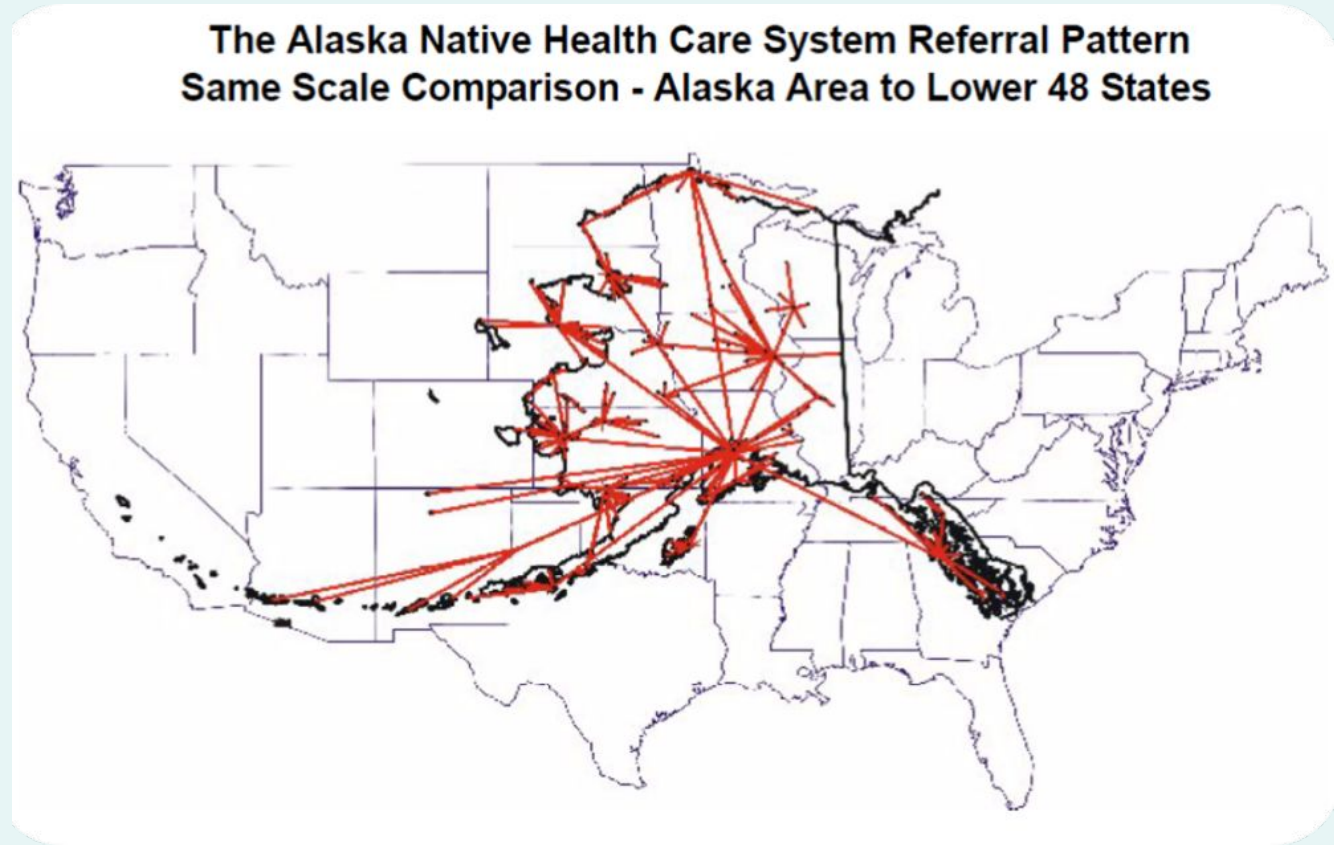 The Alaska Native Health Care System Referral Pattern
Same Scale Comparison - Alaska Area to Lower 48 States